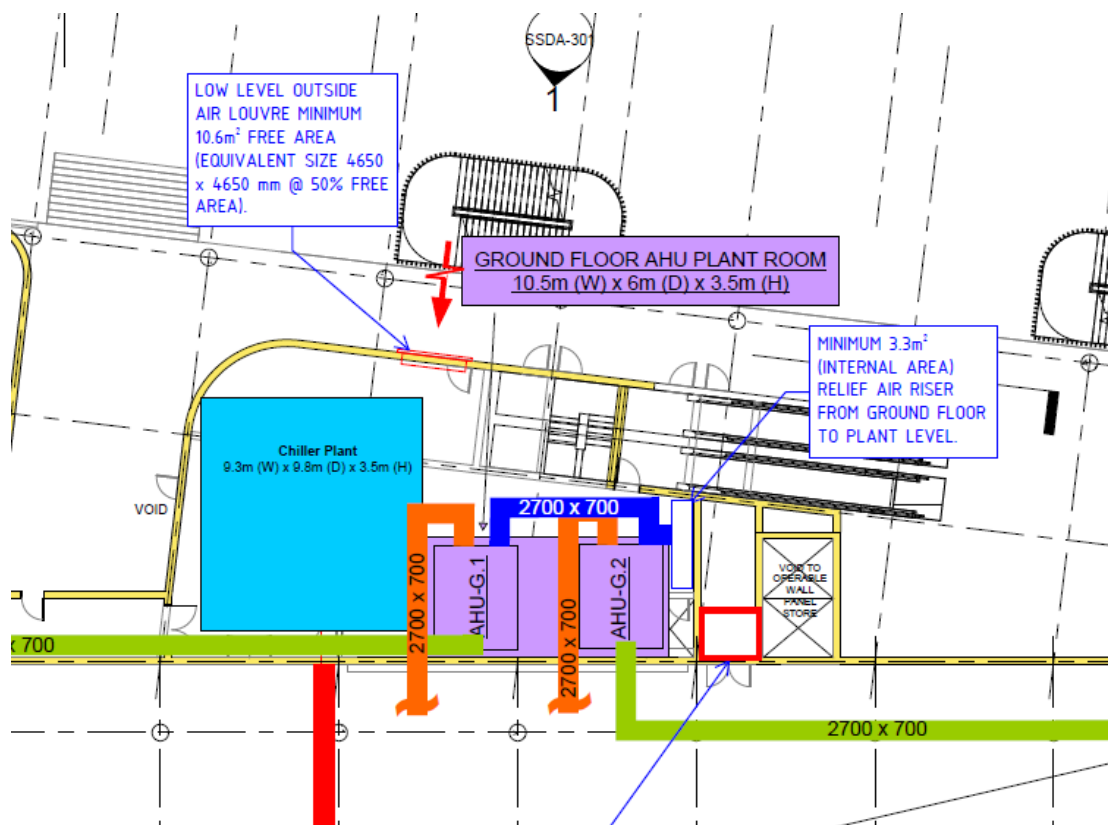 SSDA-301
1
LOW LEVEL OUTSIDE
AIR LOUVRE MINIMUM
10.6m² FREE AREA
(EQUIVALENT SIZE 4650
x 4650 mm @ 50% FREE
AREA).
GROUND FLOOR AHU PLANT ROOM
10.5m (W) x 6m (D) x 3.5m (H)
MINIMUM 3.3m²
(INTERNAL AREA)
RELIEF AIR RISER
FROM GROUND FLOOR
TO PLANT LEVEL.
Chiller Plant
9.3m (W) x 9.8m (D) x 3.5m (H)
VOID
2700 x 700
AHU-G.1
AHU-G.2
2700 x 700
2700 x 700
VOID TO
OPERABLE
WALL
PANEL
STORE
x 700
2700 x 700